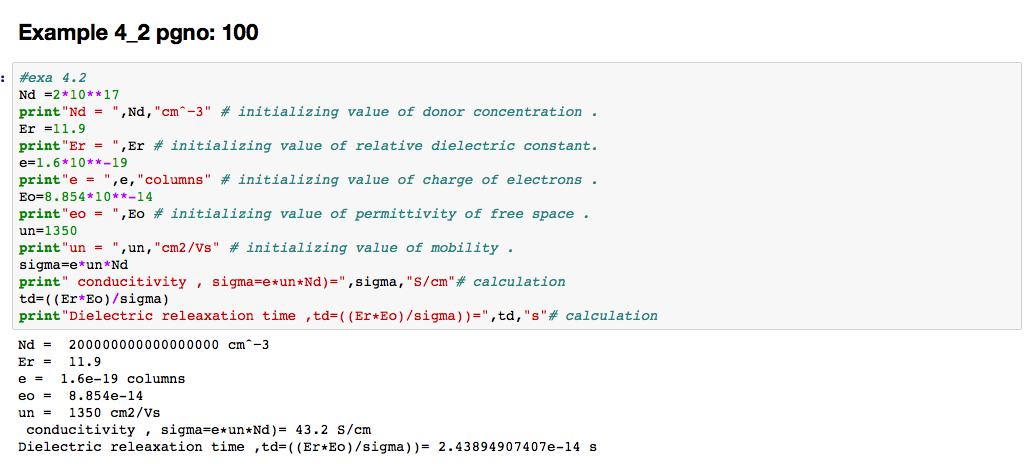 Example 4_2 pgno: 100
:
#exa 4.2
Nd =2*10**17
print"Nd = ",Nd,"cm^-3" # initializing value of donor concentration .
Er =11.9
print"Er = ",Er # initializing value of relative dielectric constant.
e=1.6*10**-19
print"e = ",e,"columns" # initializing value of charge of electrons .
Eo=8.854*10**-14
print"eo = ",Eo # initializing value of permittivity of free space .
un=1350
print"un = ",un,"cm2/Vs" # initializing value of mobility .
sigma=e*un*Nd
print" conducitivity , sigma=e*un*Nd)=",sigma,"S/cm"# calculation
td=((Er*Eo)/sigma)
print"Dielectric releaxation time ,td=((Er*Eo)/sigma))=",td,"s"# calculation
Nd =  200000000000000000 cm^-3
Er =  11.9
e =  1.6e-19 columns
eo =  8.854e-14
un =  1350 cm2/Vs
 conducitivity , sigma=e*un*Nd)= 43.2 S/cm
Dielectric releaxation time ,td=((Er*Eo)/sigma))= 2.43894907407e-14 s